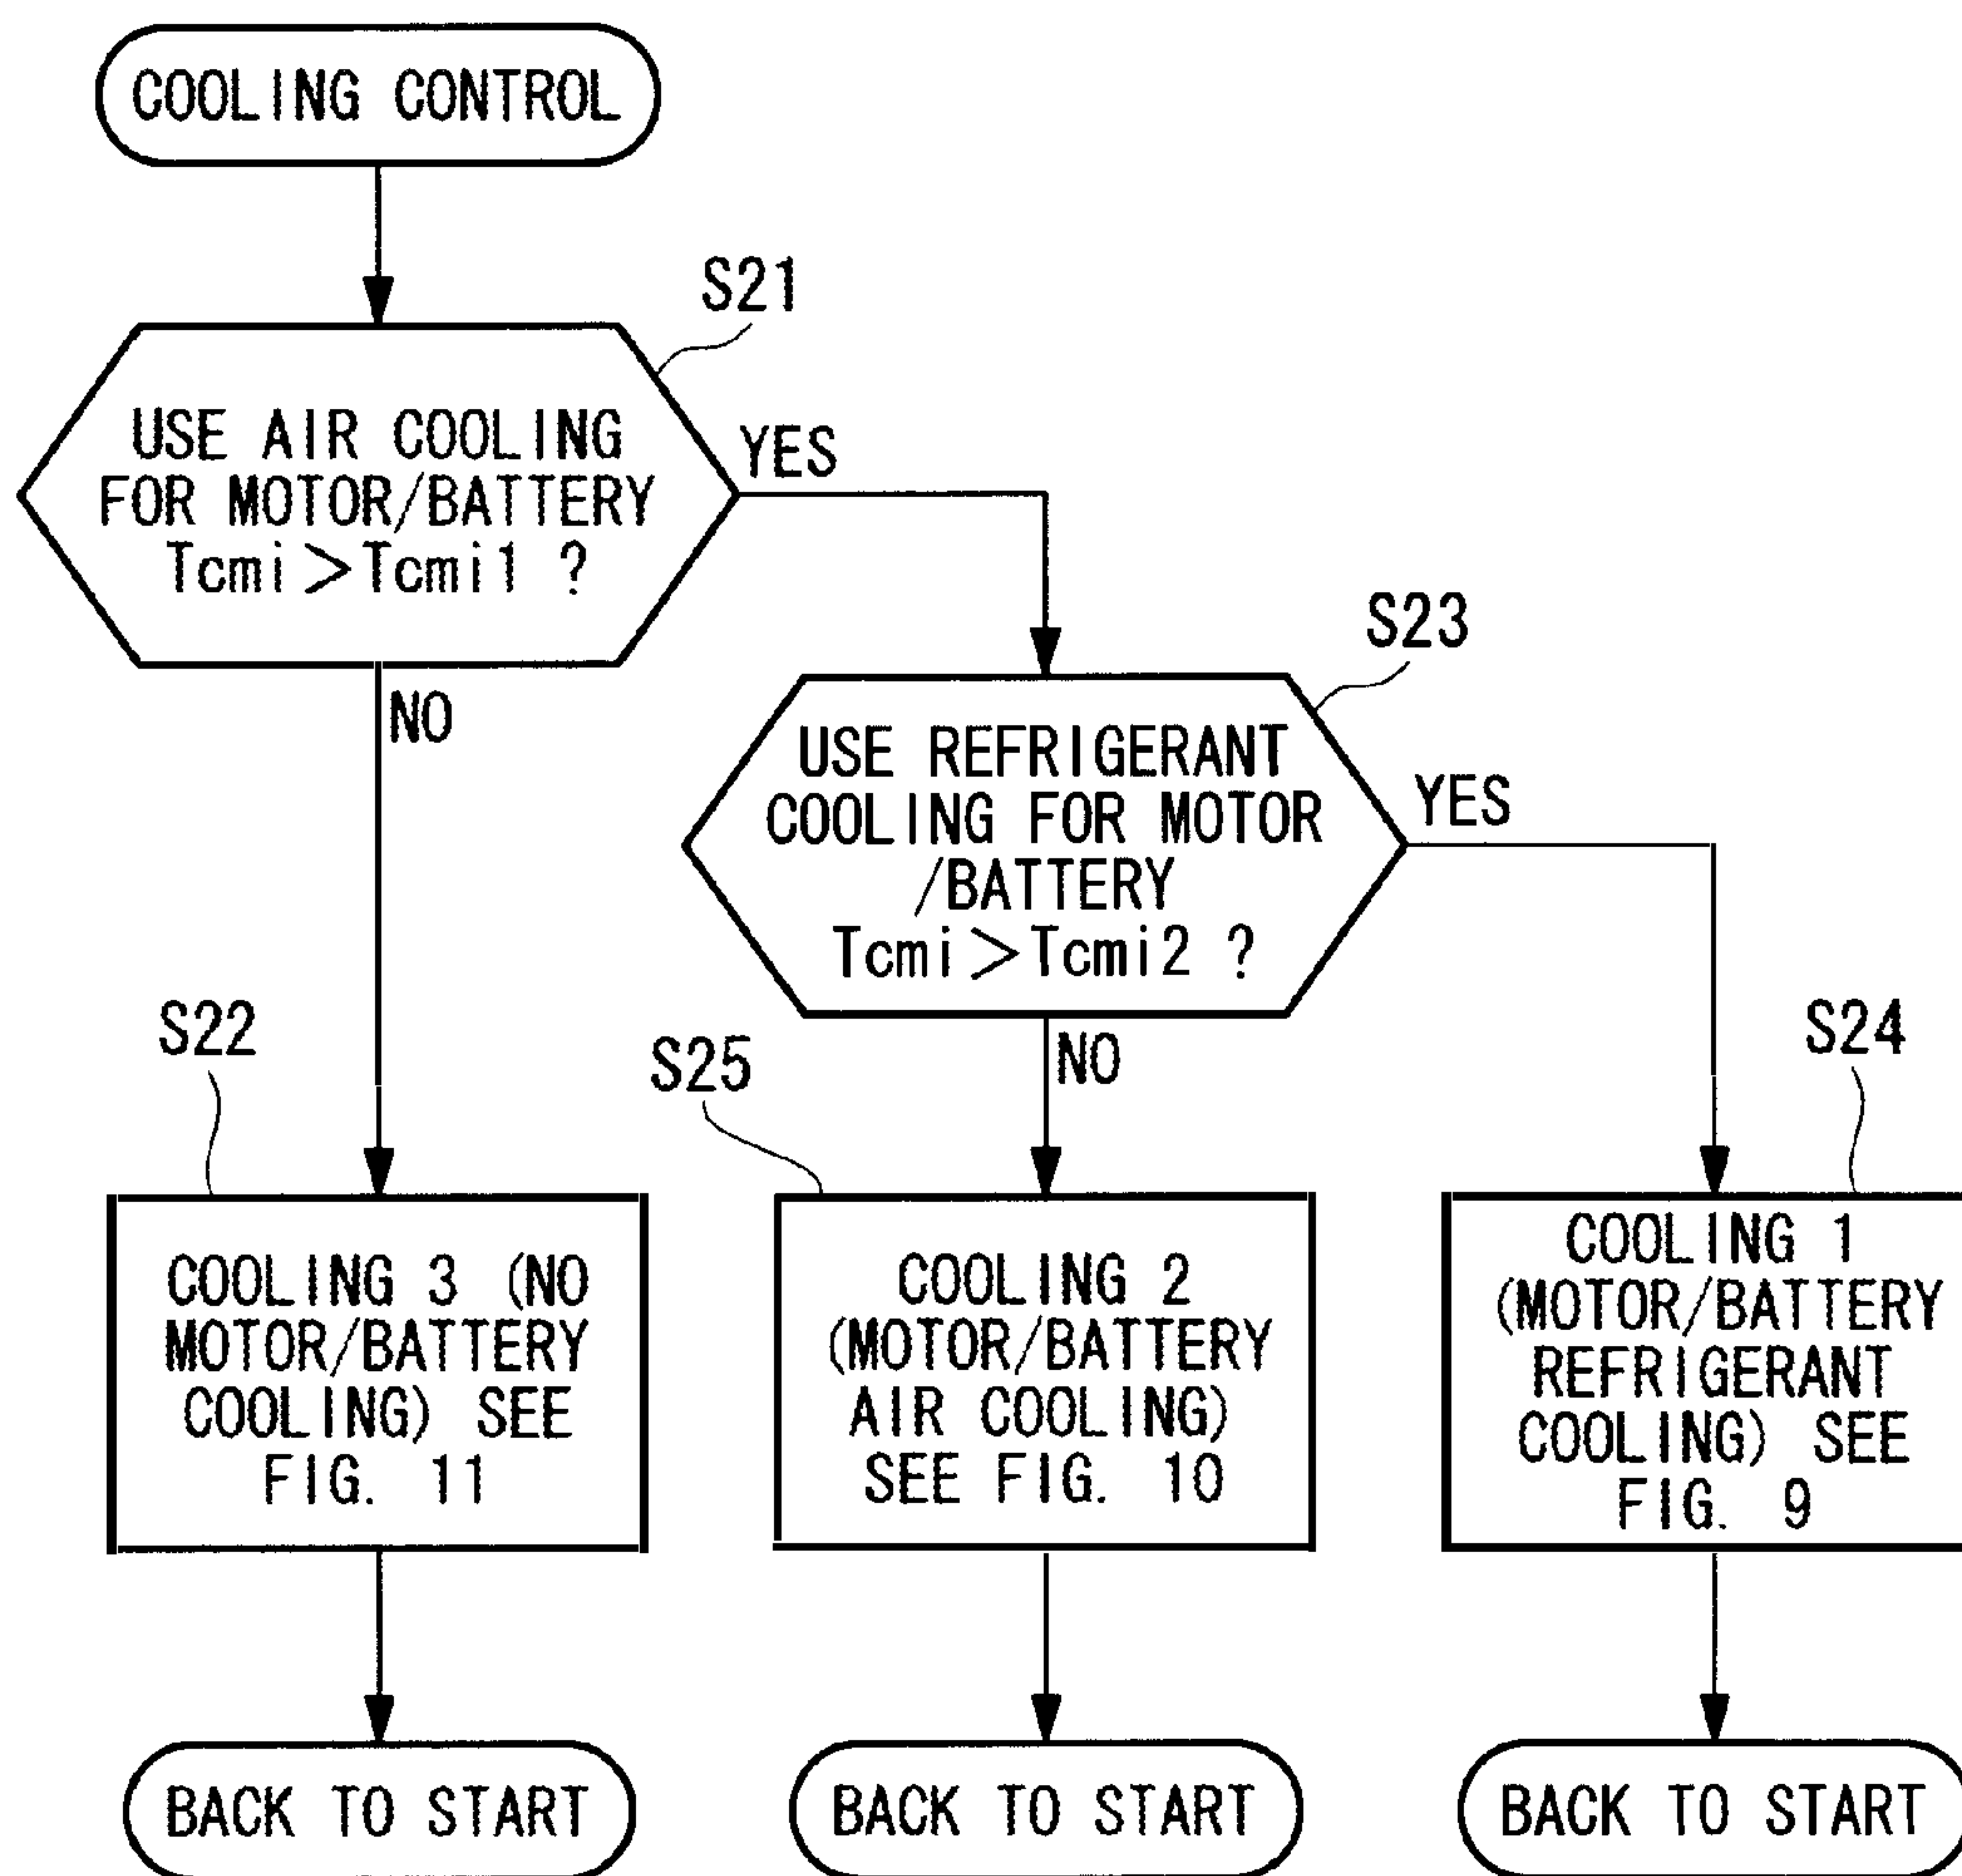 COOLING CONTROL
S21
USE AIR COOLING
FOR MOTOR/BATTERY
Tcmi>Tcmi1 ?
YES
NO
S23
USE REFRIGERANT
COOLING FOR MOTOR
/BATTERY
Tcmi>Tcmi2 ?
YES
NO
S22
COOLING 3 (NO
MOTOR/BATTERY
COOLING) SEE
FIG. 11
S25
COOLING 2
(MOTOR/BATTERY
AIR COOLING)
SEE FIG. 10
S24
COOLING 1
(MOTOR/BATTERY
REFRIGERANT
COOLING) SEE
FIG. 9
BACK TO START
BACK TO START
BACK TO START